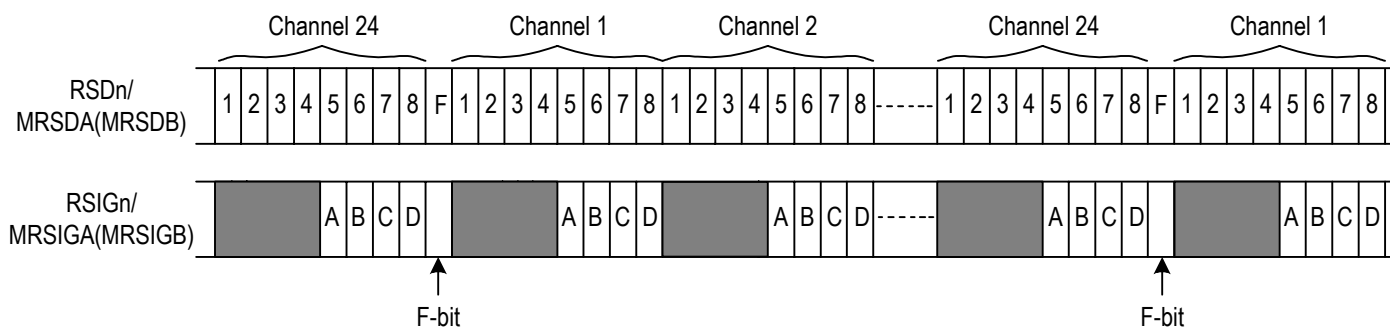 Channel 24 Channel 1 Channel 2 Channel 24 Channel 1
RSDn/
MRSDA(MRSDB)
1 2 3 4 5 6 7 8 F 1 2 3 4 5 6 7 8 1 2 3 4 5 6 7 8 1 2 3 4 5 6 7 8 F 1 2 3 4 5 6 7 8
RSIGn/
MRSIGA(MRSIGB)
A B C D A B C D A B C D A B C D A B C D
F-bit F-bit